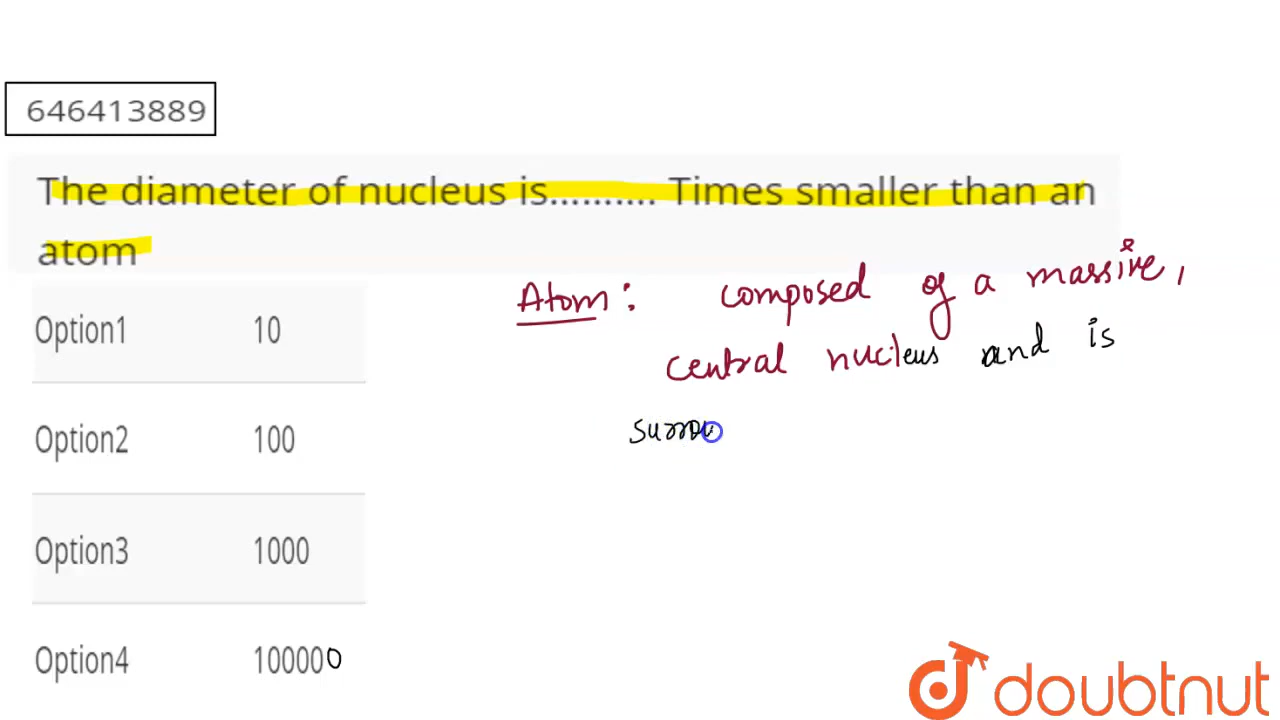 646413889
The diameter of nucleus is.......... Times smaller than an
atom
Atom: composed of a massive,
central nucleus and is
surrou
Option1 10
Option2 100
Option3 1000
Option4 100000
doubtnut